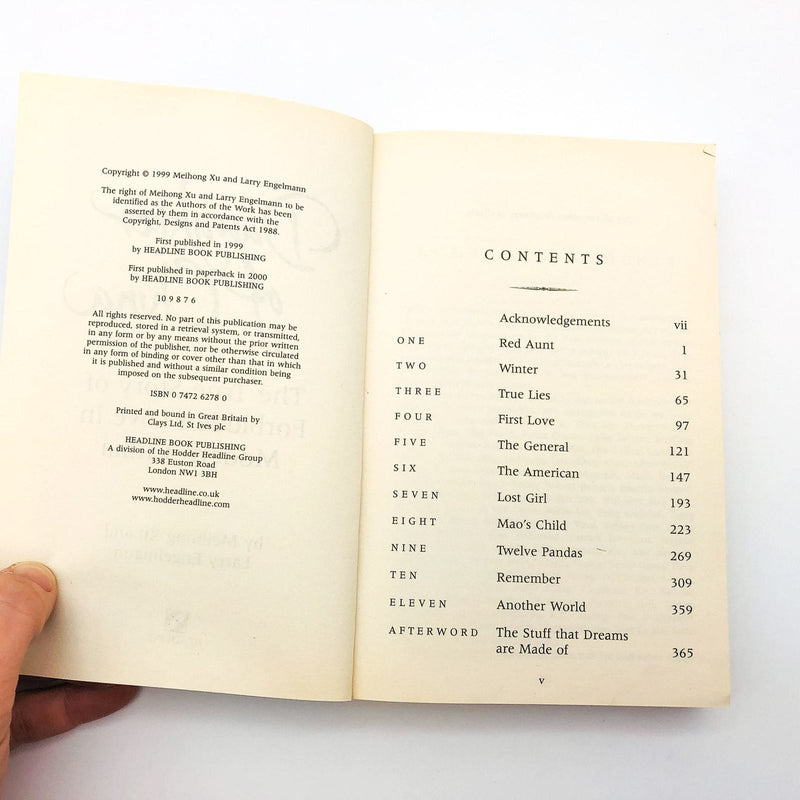 Copyright © 1999 Meihong Xu and Larry Engelmann
The right of Meihong Xu and Larry Engelmann to be
identified as the Authors of the Work has been
asserted by them in accordance with the
Copyright, Designs and Patents Act 1988.
First published in 1999
by HEADLINE BOOK PUBLISHING
First published in paperback in 2000
by HEADLINE BOOK PUBLISHING
10 9 8 7 6
All rights reserved. No part of this publication may be
reproduced, stored in a retrieval system, or transmitted,
in any form or by any means without the prior written
permission of the publisher, nor be otherwise circulated
in any form of binding or cover other than that in which
it is published and without a similar condition being
imposed on the subsequent purchaser.
ISBN 0 7472 6278 0
Printed and bound in Great Britain by
Clays Ltd, St Ives plc
HEADLINE BOOK PUBLISHING
A division of the Hodder Headline Group
338 Euston Road
London NW1 3BH
www.headline.co.uk
www.hodderheadline.com
CONTENTS
Acknowledgements vii
ONE Red Aunt 1
TWO Winter 31
THREE True Lies 65
FOUR First Love 97
FIVE The General 121
SIX The American 147
SEVEN Lost Girl 193
EIGHT Mao's Child 223
NINE Twelve Pandas 269
TEN Remember 309
ELEVEN Another World 359
AFTERWORD The Stuff that Dreams
are Made of 365
v